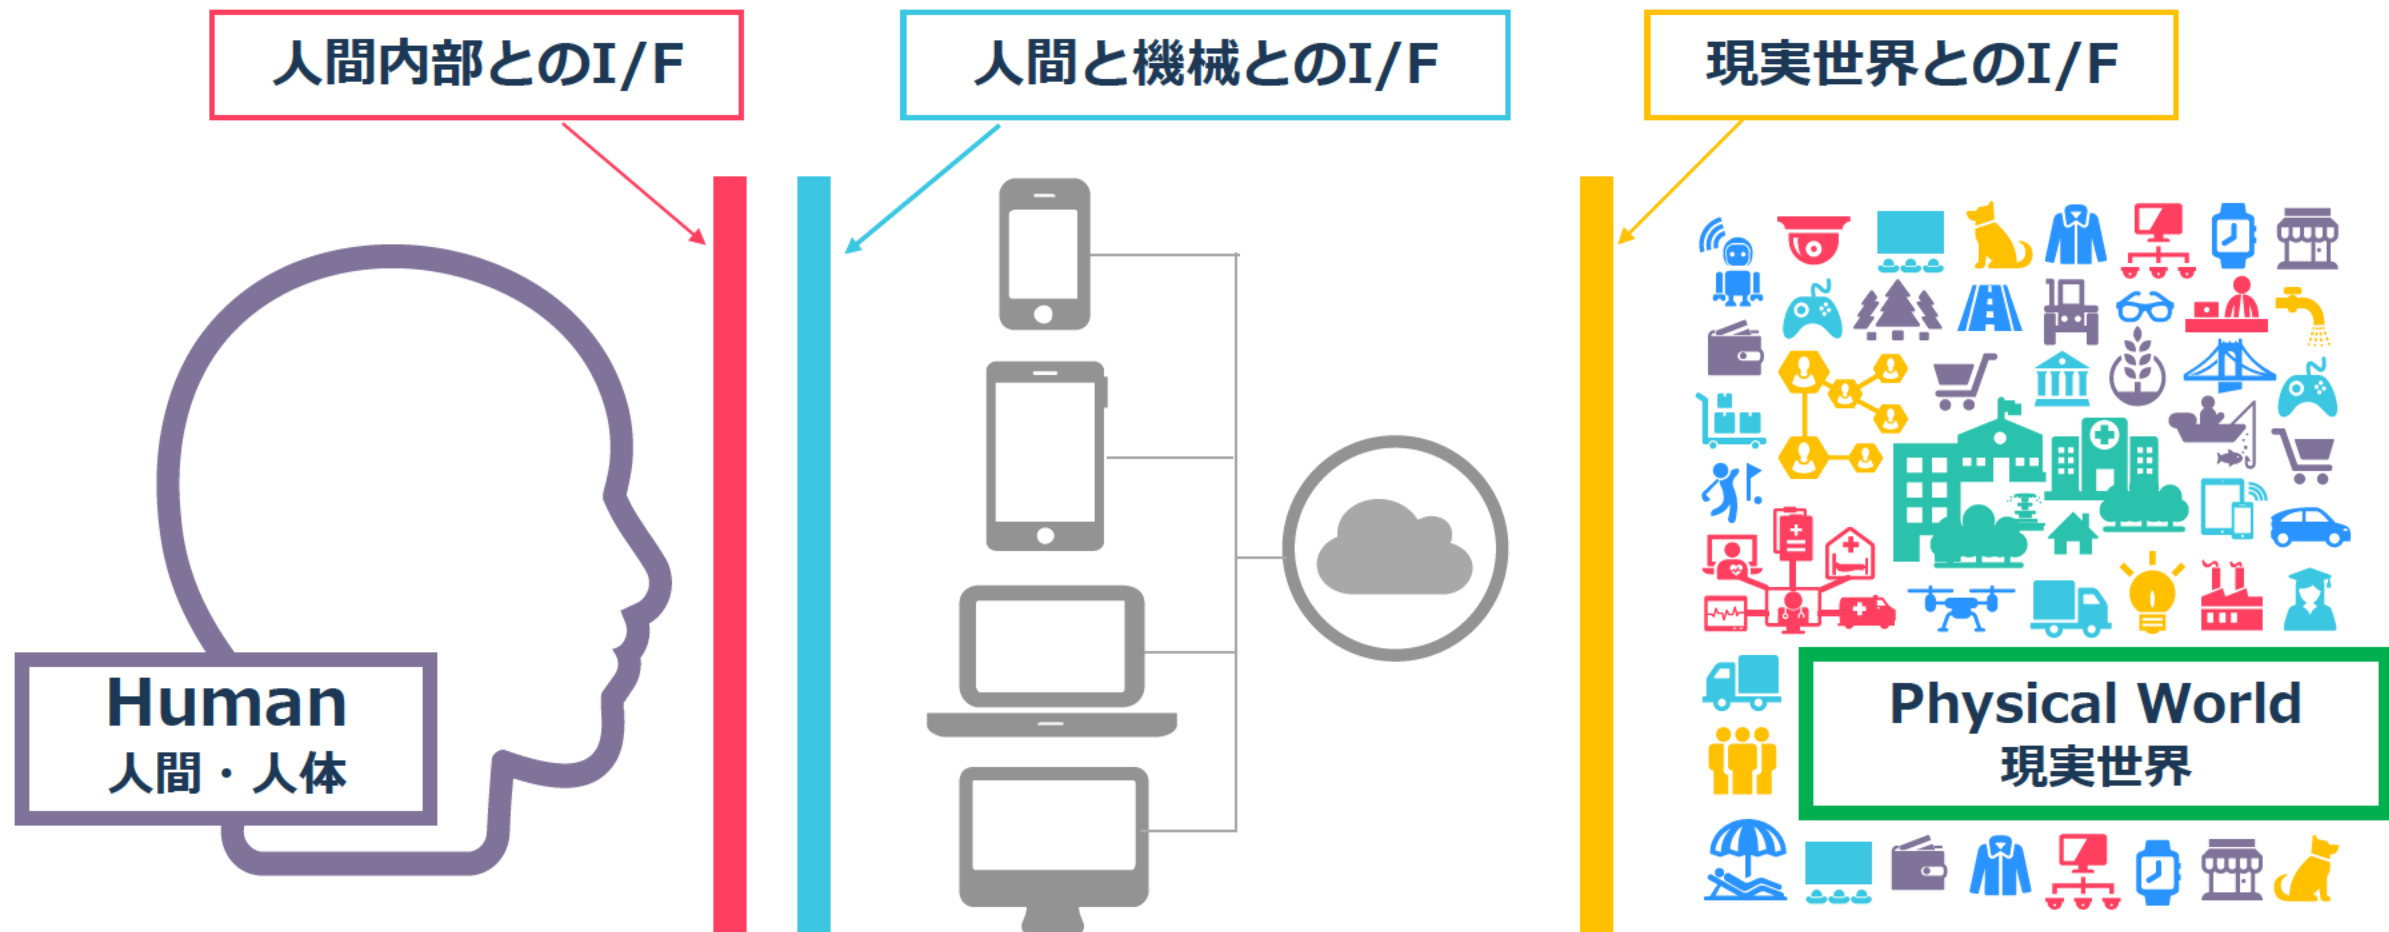 人間内部とのI/F
人間と機械とのI/F
現実世界とのI/F
Human
人間・人体
Physical World
現実世界